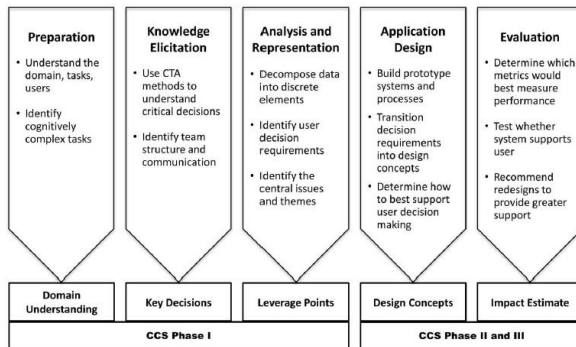 Preparation
• Understand the
domain, tasks,
users
• Identify
cognitively
complex tasks
Domain
Understanding
Knowledge
Elicitation
• Use CTA
methods to
understand
critical decisions
• Identify team
structure and
communication
Key Decisions
Analysis and
Representation
• Decompose data
into discrete
elements
• Identify user
decision
requirements
• Identify the
central issues
and themes
Leverage Points
Application
Design
• Build prototype
systems and
processes
• Transition
decision
requirements
into design
concepts
• Determine how
to best support
user decision
making
Design Concepts
Evaluation
• Determine which
metrics would
best measure
performance
• Test whether
system supports
user
• Recommend
redesigns to
provide greater
support
Impact Estimate
CCS Phase I
CCS Phase II and III